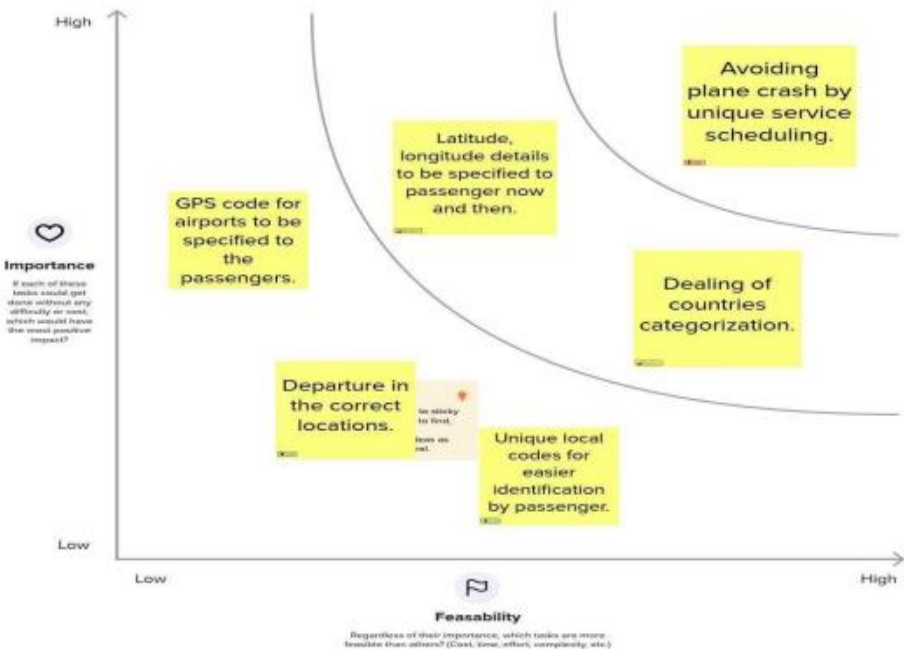 High
Avoiding
plane crash by
unique service
scheduling.
Latitude,
longitude details
to be specified to
passenger now
and then.
GPS code for
airports to be
specified to
the
passengers.
Importance
If each of these
tasks could get
done without any
difficulty or cost,
which would have
the most positive
impact?
Dealing of
countries
categorization.
Departure in
the correct
locations.
to sticky
to find,
Unique local
codes for
easier
identification
by passenger.
Low
Low
High
Feasability
Regardless of their importance, which tasks are more
feasible than others? (Cost, time, effort, complexity, etc.)